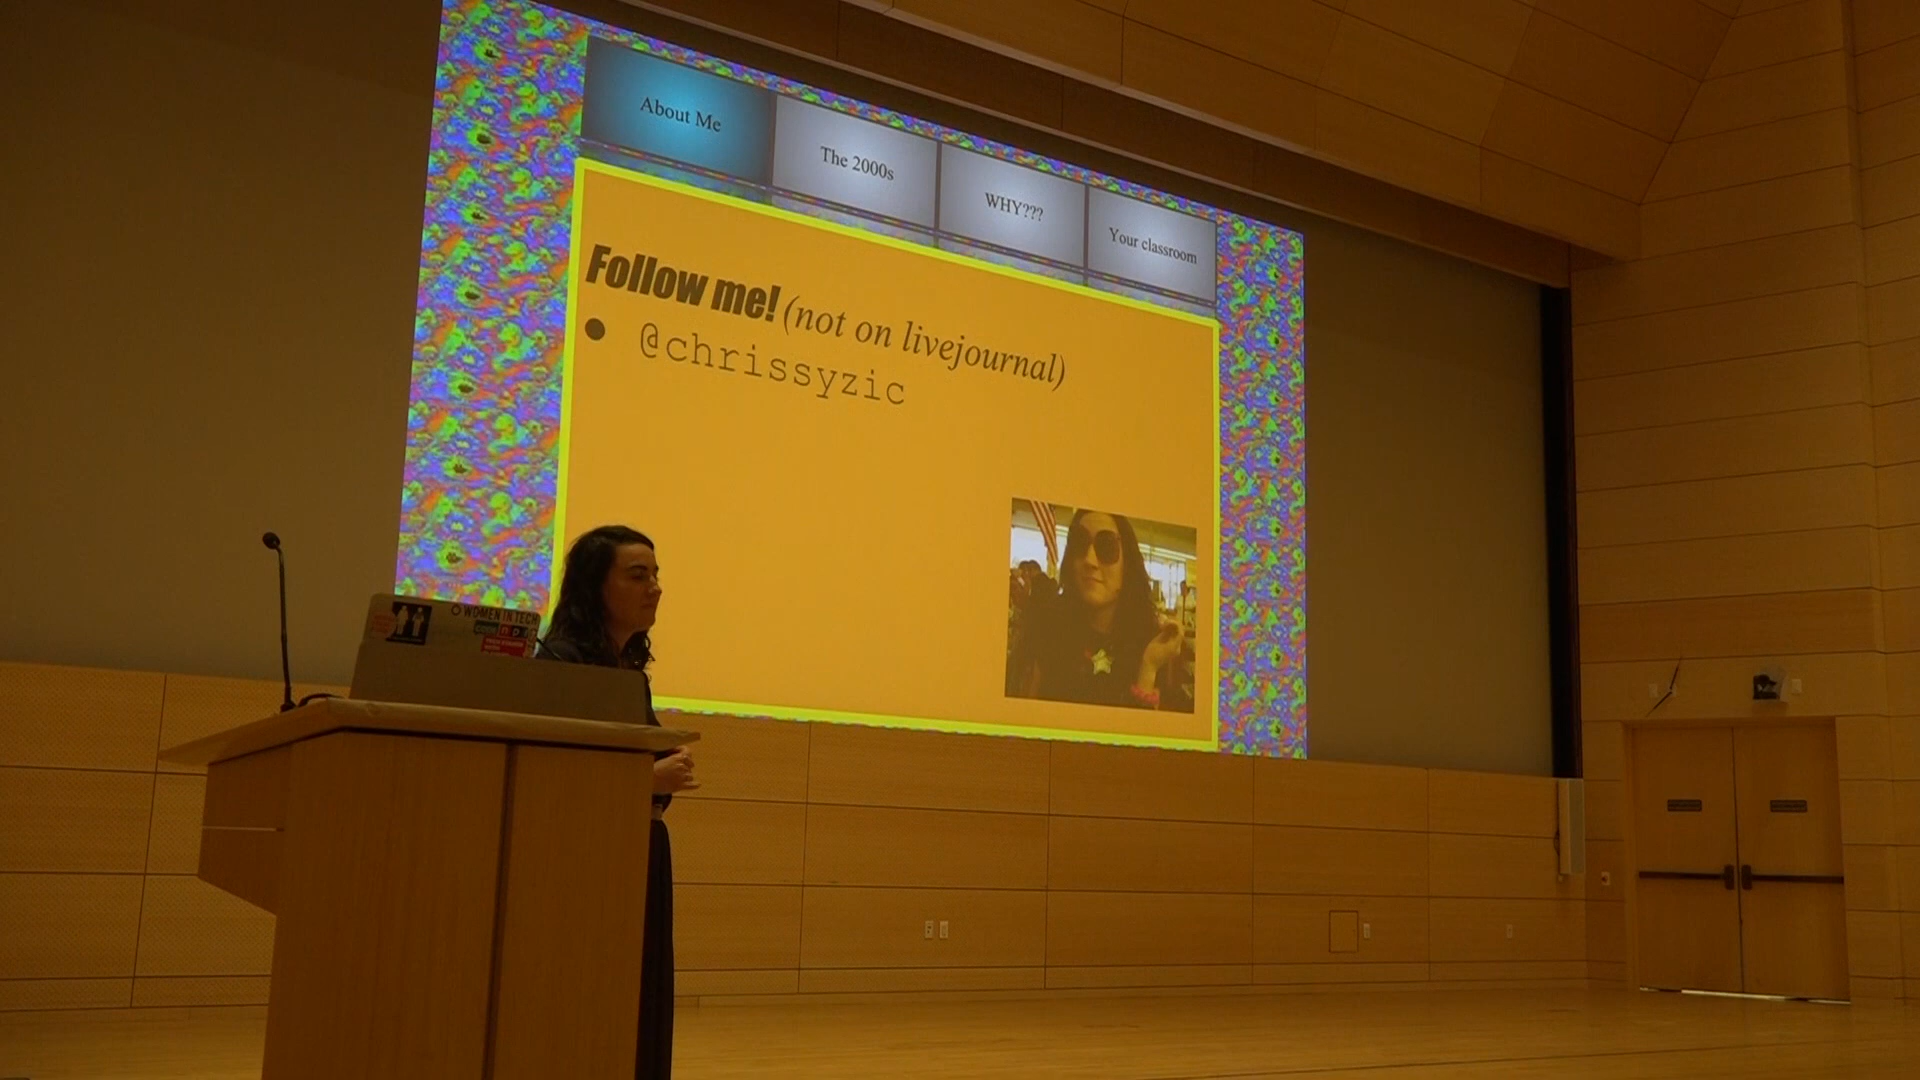 About Me
The 2000s
WHY???
Your classroom
Follow me! (not on livejournal)
● @chrissyzic
WOMEN IN TECH